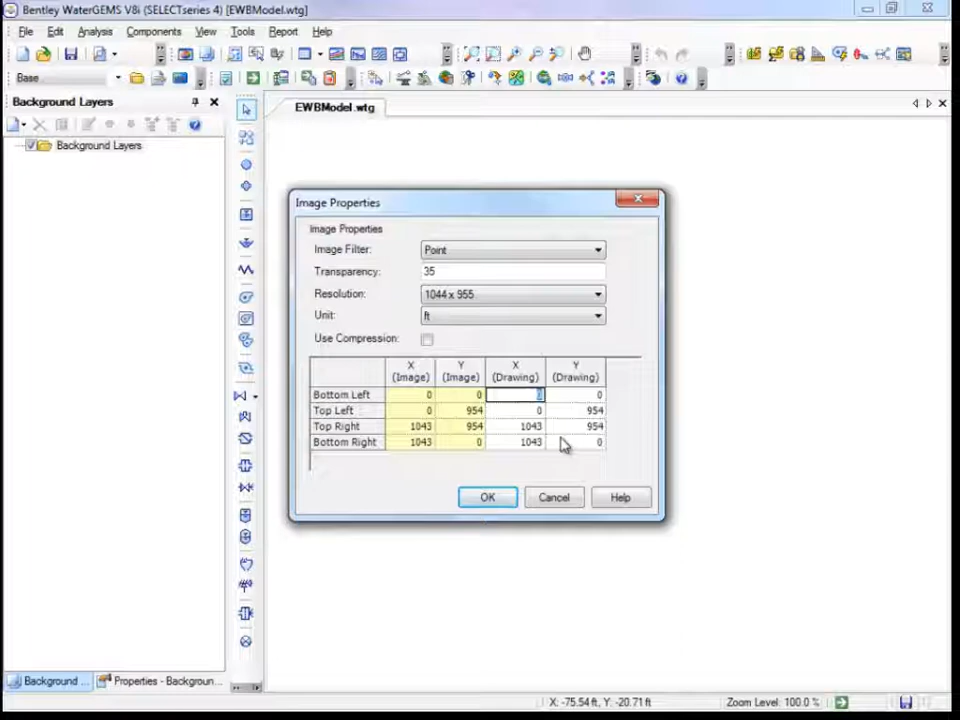 Bentley WaterGEMS V8i (SELECTseries 4) [EWBModel.wtg]
File Edit Analysis Components View Tools Report Help
Base
Background Layers
EWBModel.wtg
Background Layers
Image Properties
Image Properties
Image Filter: Point
Transparency: 35
Resolution: 1044 x 955
Unit: ft
Use Compression:
X (Image) Y (Image) X (Drawing) Y (Drawing)
Bottom Left 0 0 0 0
Top Left 0 954 0 954
Top Right 1043 954 1043 954
Bottom Right 1043 0 1043 0
OK Cancel Help
Background ... Properties - Backgroun...
X: -75.54 ft, Y: -20.71 ft Zoom Level: 100.0 %